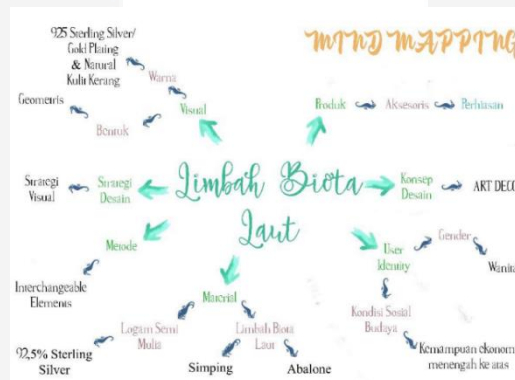 MIND MAPPING
925 Sterling Silver/
Gold Plating
& Natural
Kulit Kerang
Warna
Geometris
Bentuk
Visual
Produk
Aksesoris
Perhiasan
Limbah Biota
Laut
Strategi
Visual
Strategi
Desain
Konsep
Desain
ART DECO
Metode
Interchangeable
Elements
User
Identity
Gender
Wanita
Kondisi Sosial
Budaya
Kemampuan ekonomi
menengah ke atas
Material
Logam Semi
Mulia
92,5% Sterling
Silver
Limbah Biota
Laut
Simping
Abalone